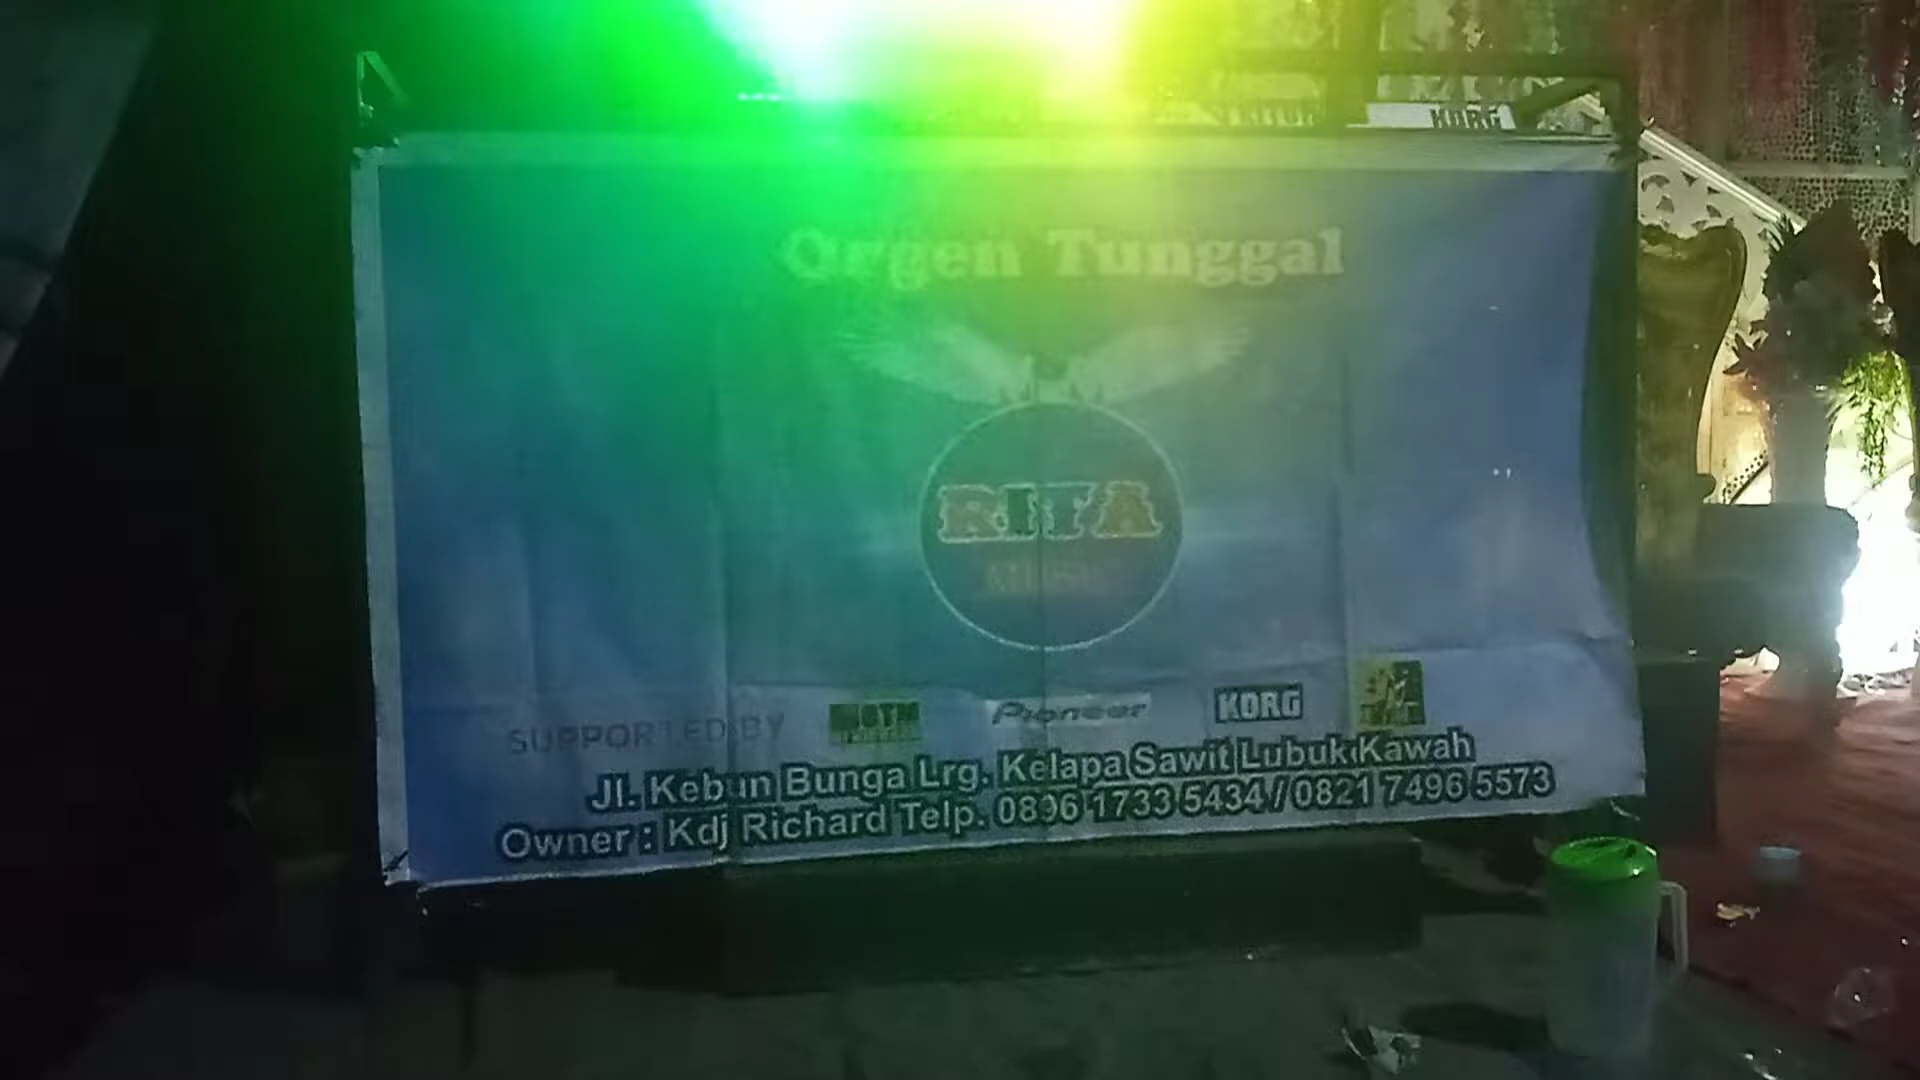 KORG
Orgen Tunggal
RITA
MUSIC
SUPPORTED BY
Pioneer
KORG
Jl. Kebun Bunga Lrg. Kelapa Sawit Lubuk Kawah
Owner : Kdj Richard Telp. 0896 1733 5434 / 0821 7496 5573